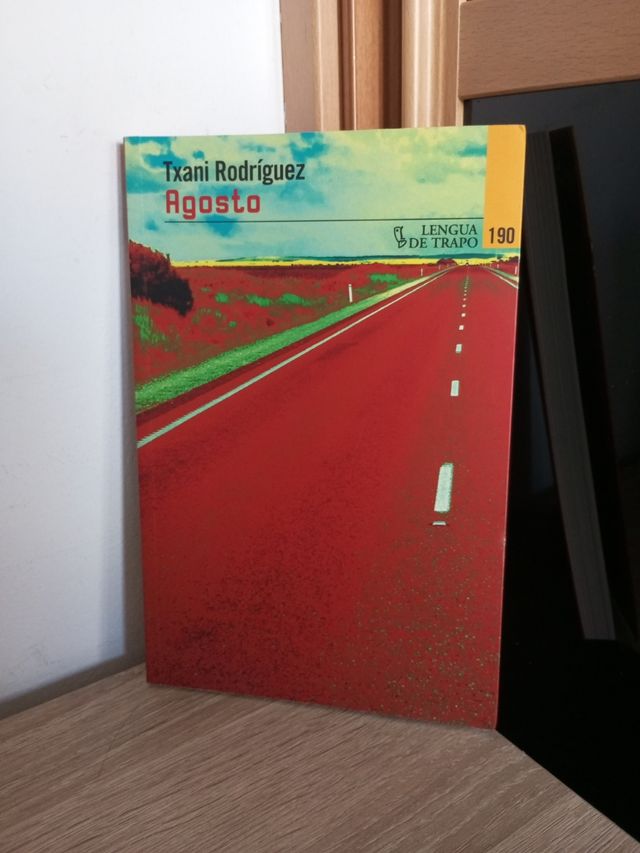 Txani Rodríguez
Agosto
LENGUA
DE TRAPO
190